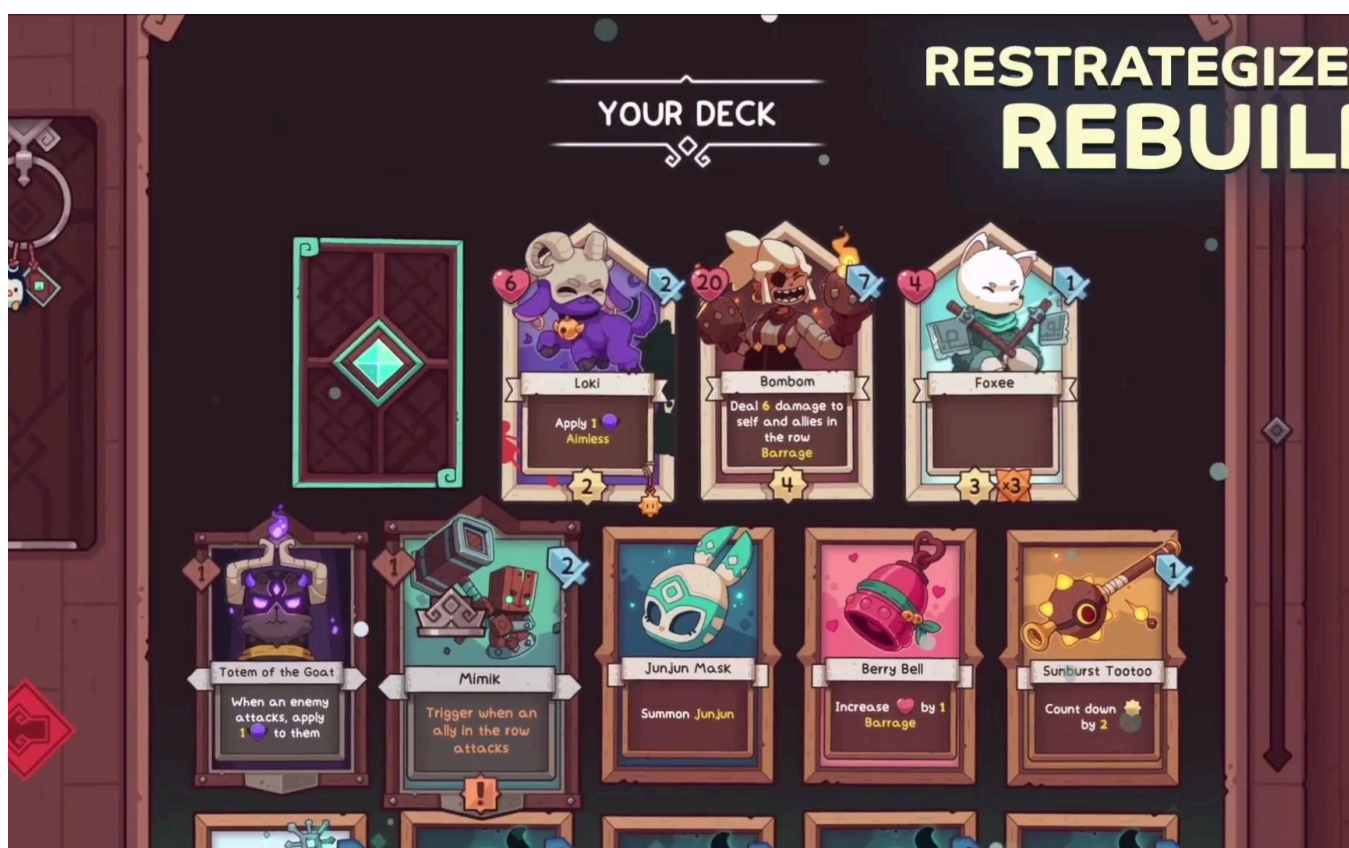 RESTRATEGIZE
REBUIL
YOUR DECK
6
2
Loki
Apply 1
Aimless
2
20
7
Bombom
Deal 6 damage to
self and allies in
the row
Barrage
4
4
1
Foxee
3
x3
1
Totem of the Goat
When an enemy
attacks, apply
1 to them
1
2
Mimik
Trigger when an
ally in the row
attacks
!
Junjun Mask
Summon Junjun
Berry Bell
Increase by 1
Barrage
1
Sunburst Tootoo
Count down
by 2